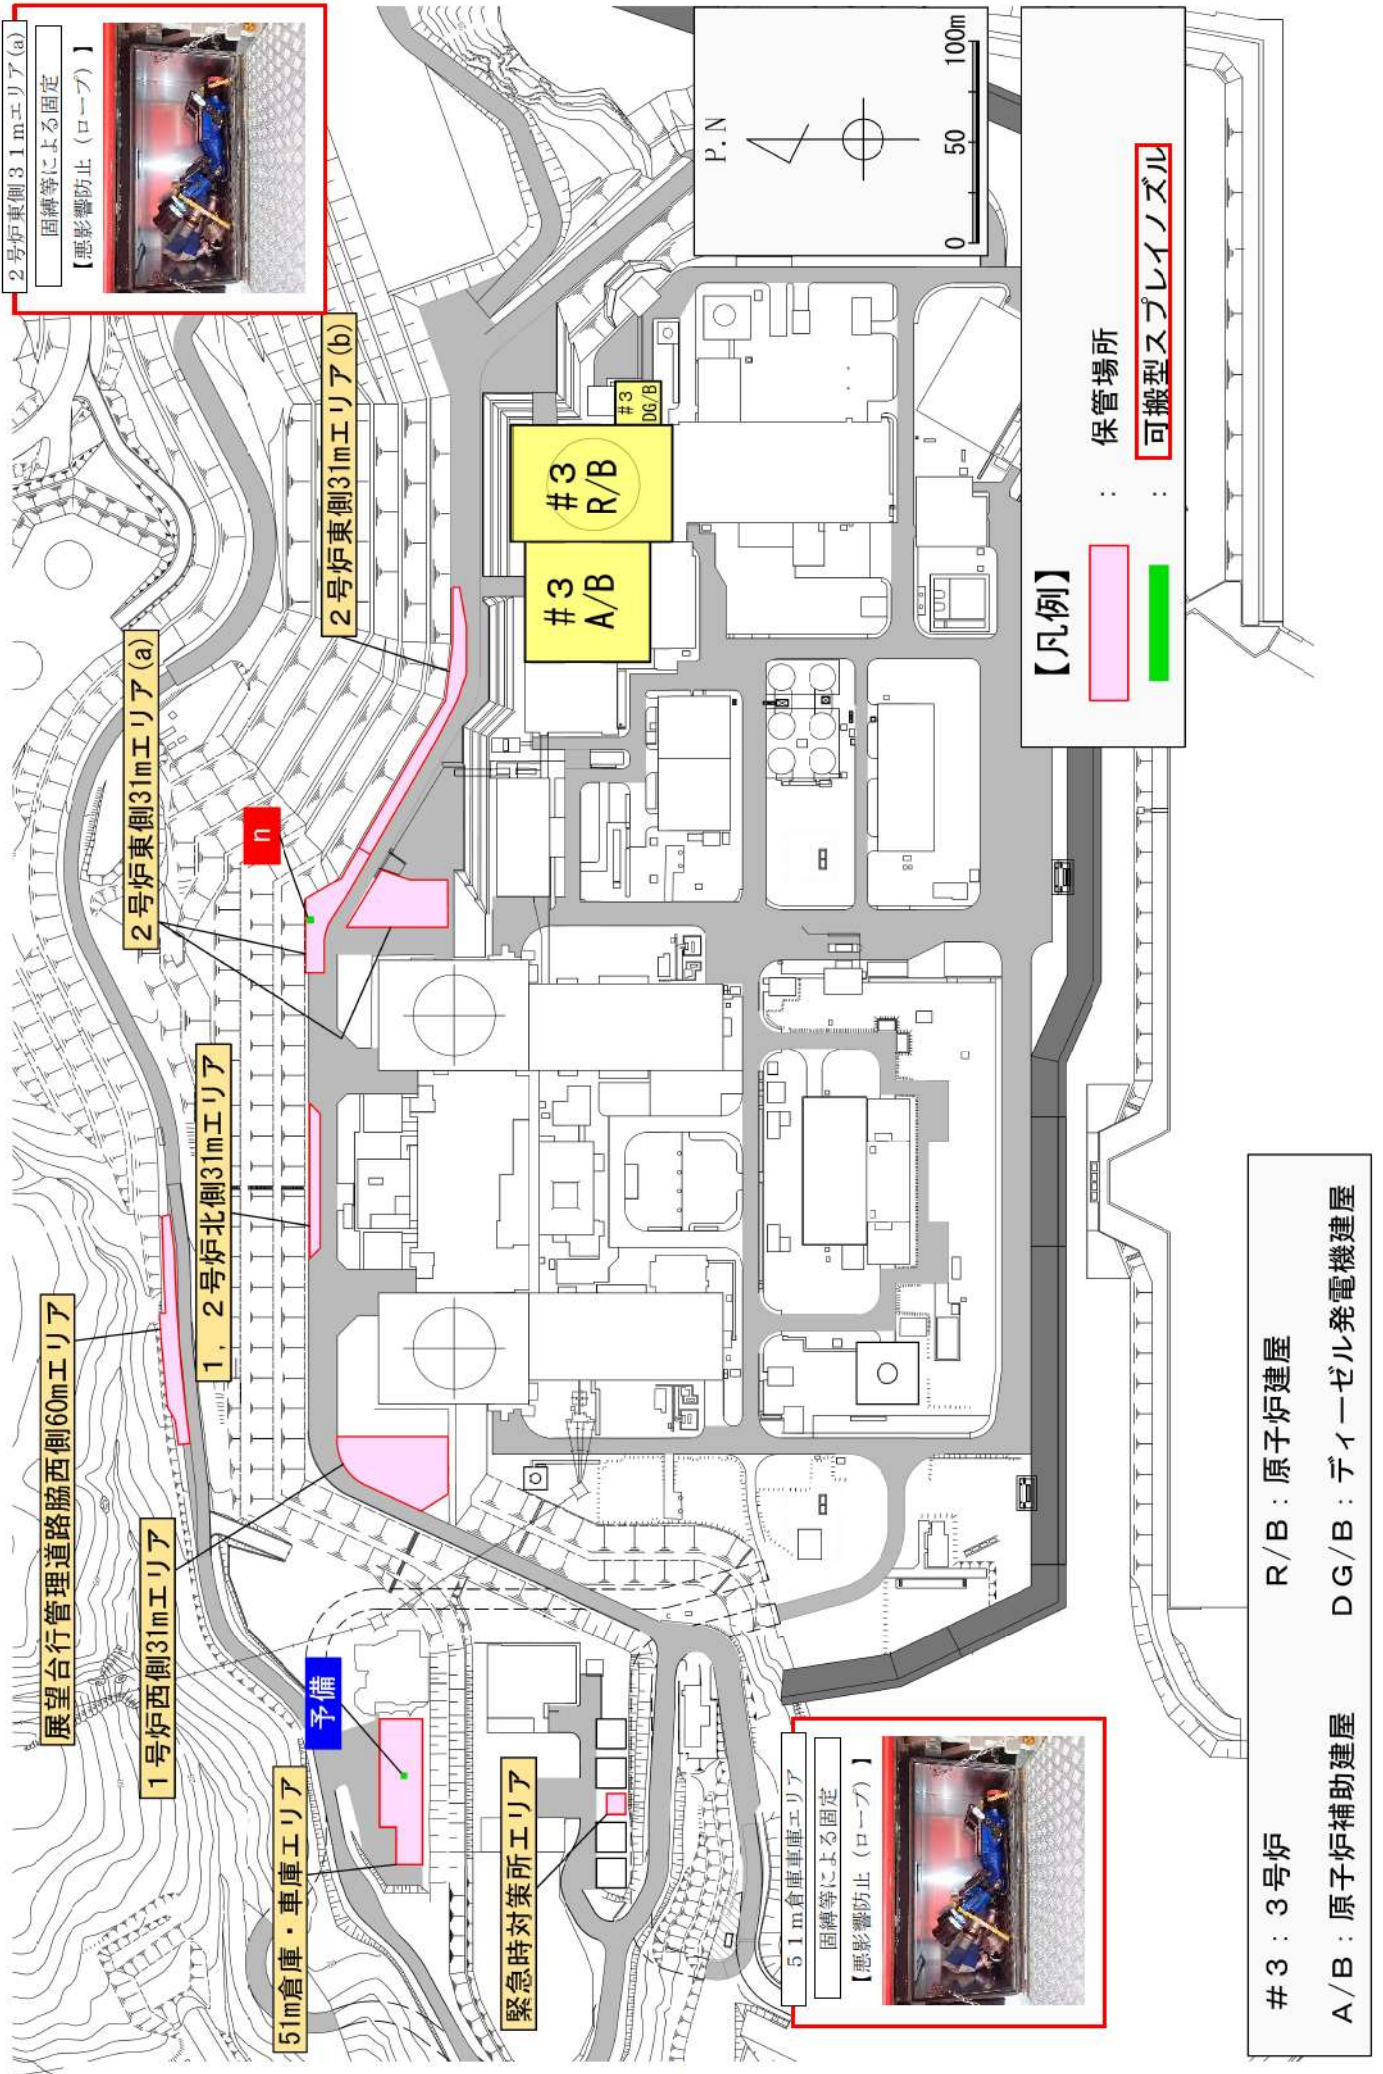 展望台行管理道路脇西側60mエリア
1号炉西側31mエリア
1,2号炉北側31mエリア
2号炉東側31mエリア(a)
2号炉東側31mエリア(b)
2号炉東側31mエリア(a)
固縛等による固定
【悪影響防止(ロープ)】
n
予備
51m倉庫・車庫エリア
緊急時対策所エリア
#3
A/B
#3
R/B
#3
DG/B
P.N
0 50 100m
51m倉庫車庫エリア
固縛等による固定
【悪影響防止(ロープ)】
【凡例】
: 保管場所
: 可搬型スプレイノズル
#3:3号炉 R/B:原子炉建屋
A/B:原子炉補助建屋 DG/B:ディーゼル発電機建屋